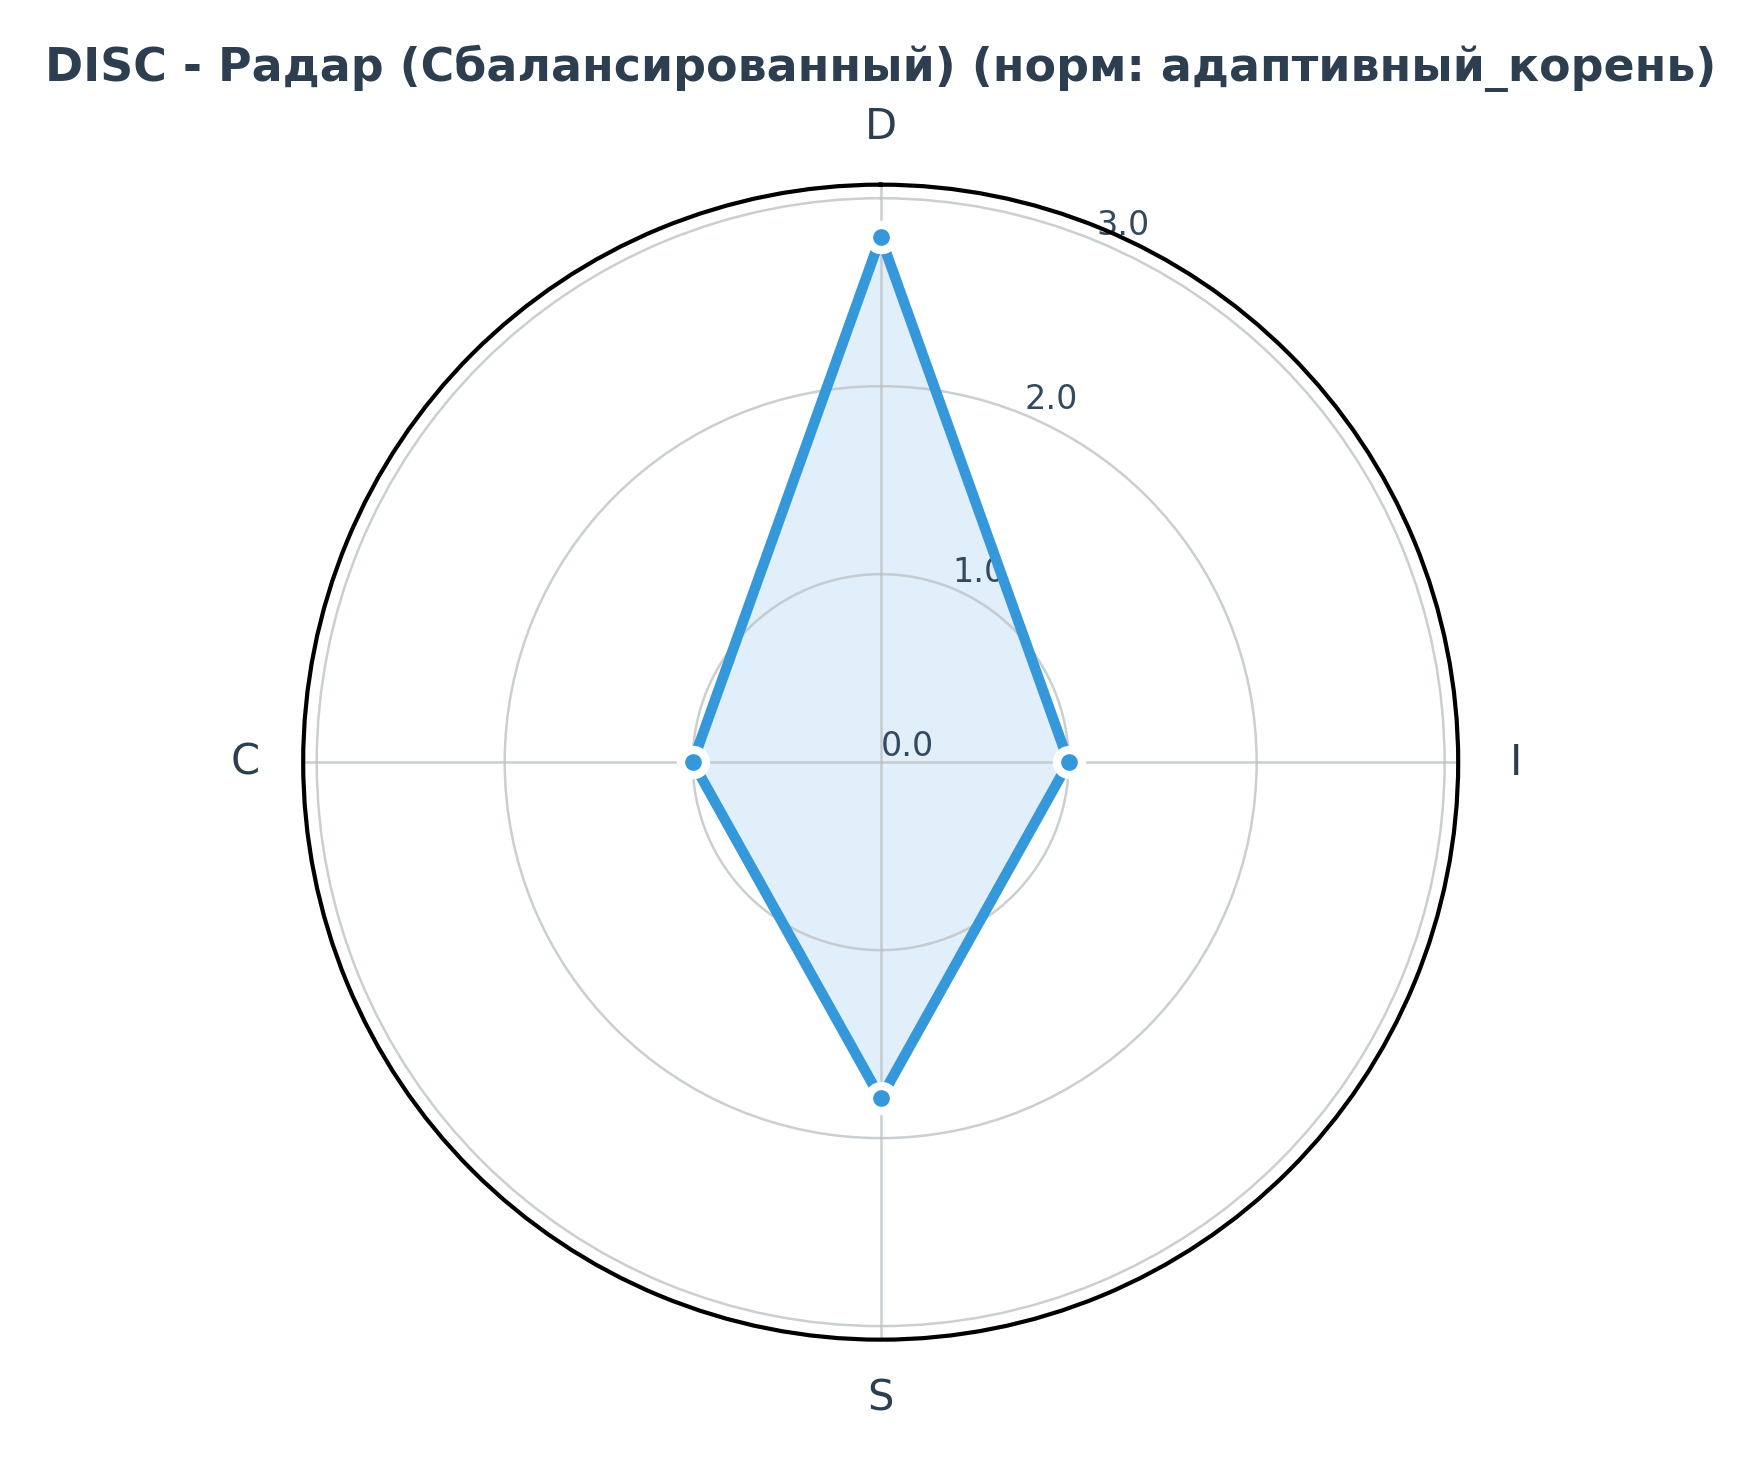 DISC - Радар (Сбалансированный) (норм: адаптивный_корень)
D
3.0
2.0
1.0
0.0
C
I
S